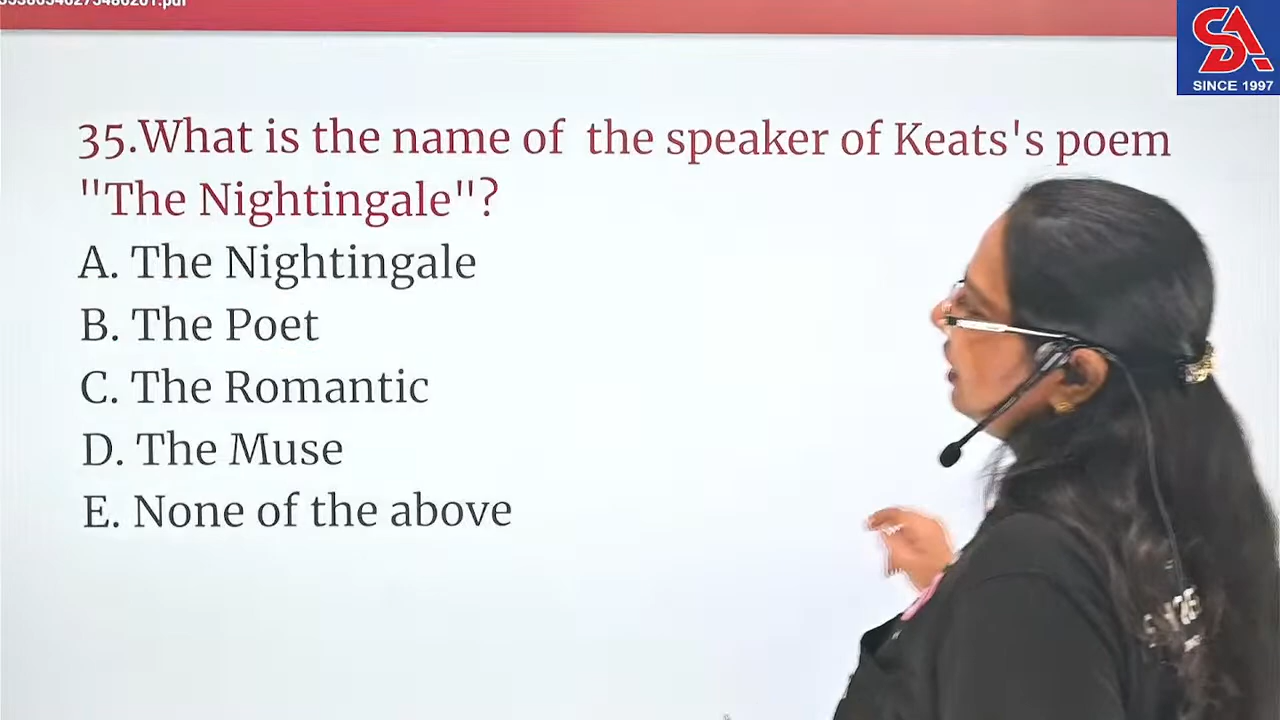 SA
SINCE 1997
35.What is the name of the speaker of Keats's poem
"The Nightingale"?
A. The Nightingale
B. The Poet
C. The Romantic
D. The Muse
E. None of the above